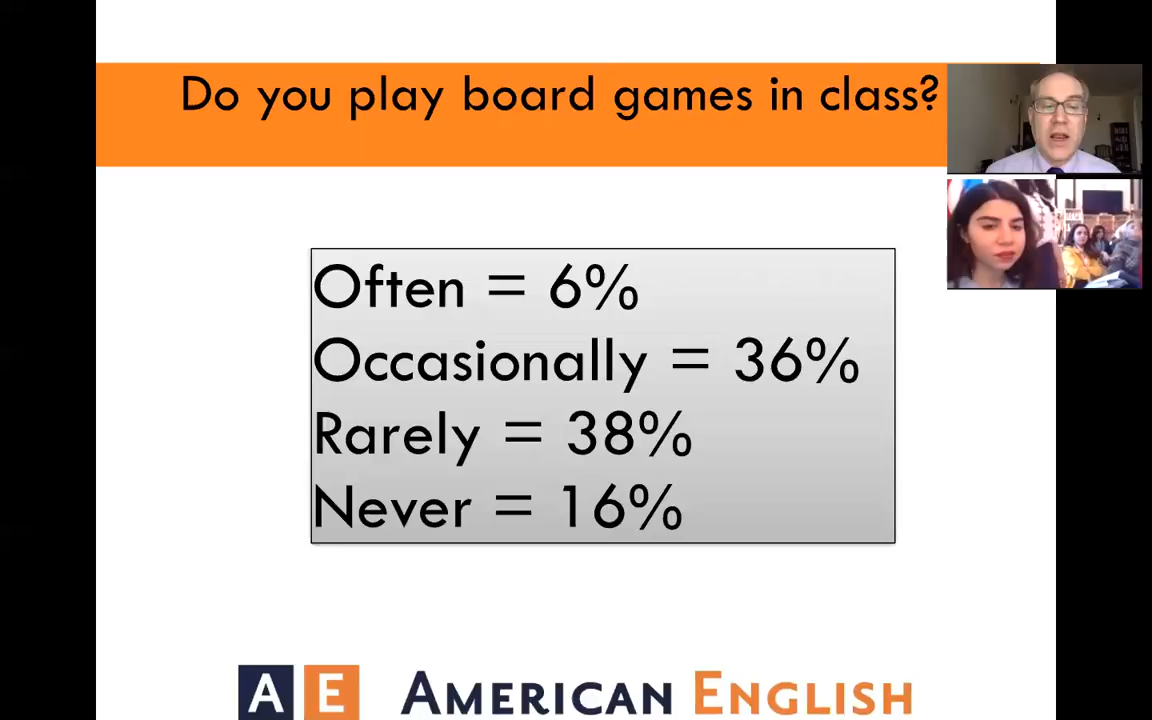 Do you play board games in class?
Often = 6%
Occasionally = 36%
Rarely = 38%
Never = 16%
AE AMERICAN ENGLISH